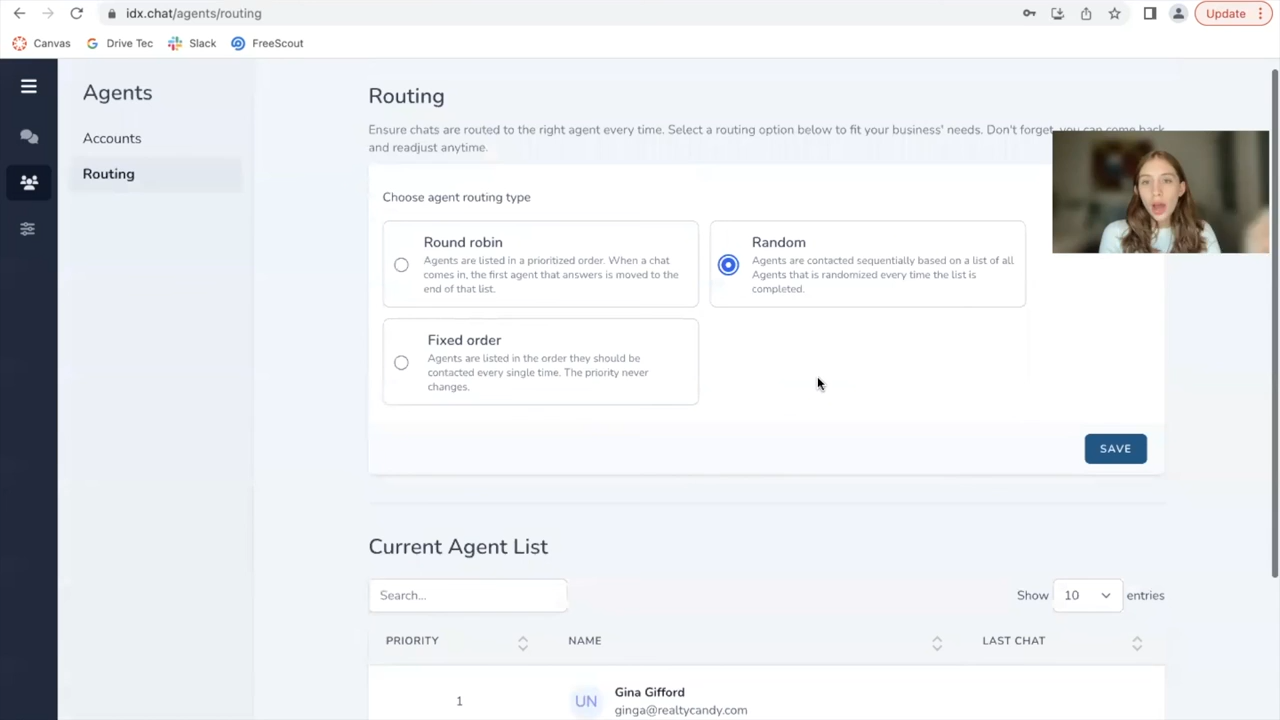 idx.chat/agents/routing
Update
Canvas
Drive Tec
Slack
FreeScout
Agents
Accounts
Routing
Routing
Ensure chats are routed to the right agent every time. Select a routing option below to fit your business' needs. Don't forget, you can come back
and readjust anytime.
Choose agent routing type
Round robin
Agents are listed in a prioritized order. When a chat
comes in, the first agent that answers is moved to the
end of that list.
Random
Agents are contacted sequentially based on a list of all
Agents that is randomized every time the list is
completed.
Fixed order
Agents are listed in the order they should be
contacted every single time. The priority never
changes.
SAVE
Current Agent List
Search...
Show 10 entries
PRIORITY NAME LAST CHAT
1
UN
Gina Gifford
ginga@realtycandy.com